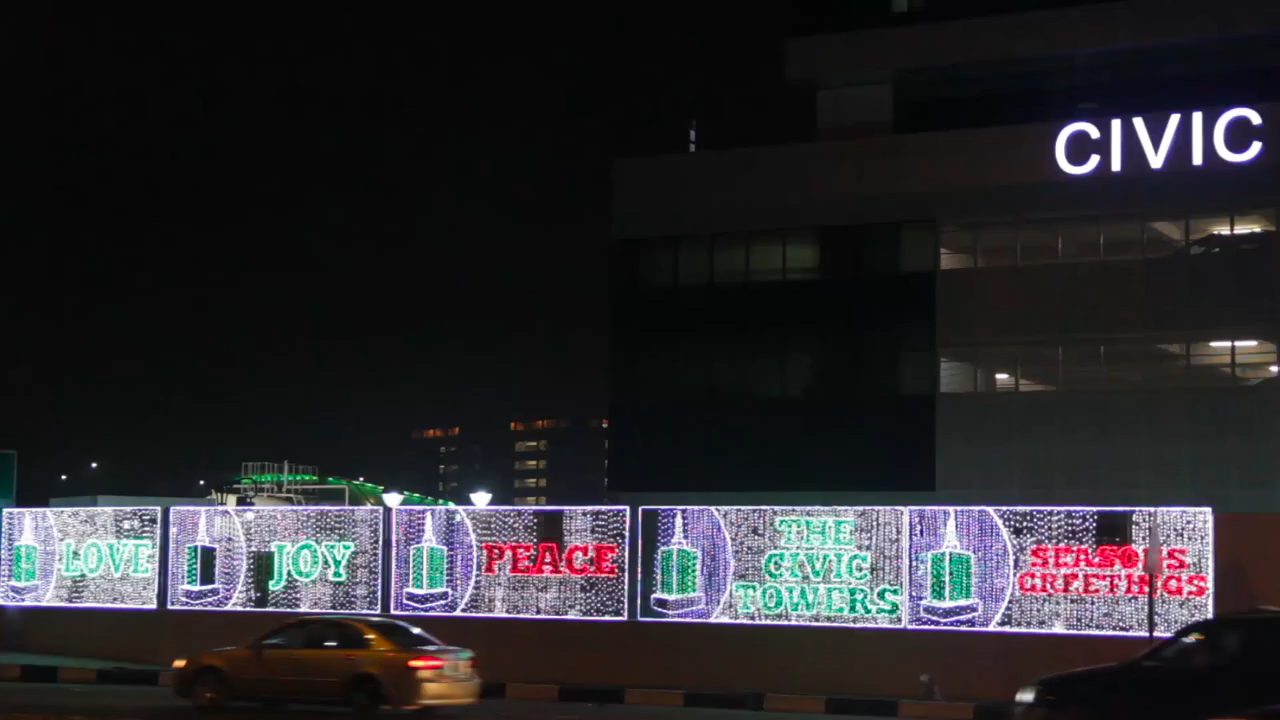 CIVIC
LOVE
JOY
PEACE
THE
CIVIC
TOWERS
SEASONS
GREETINGS